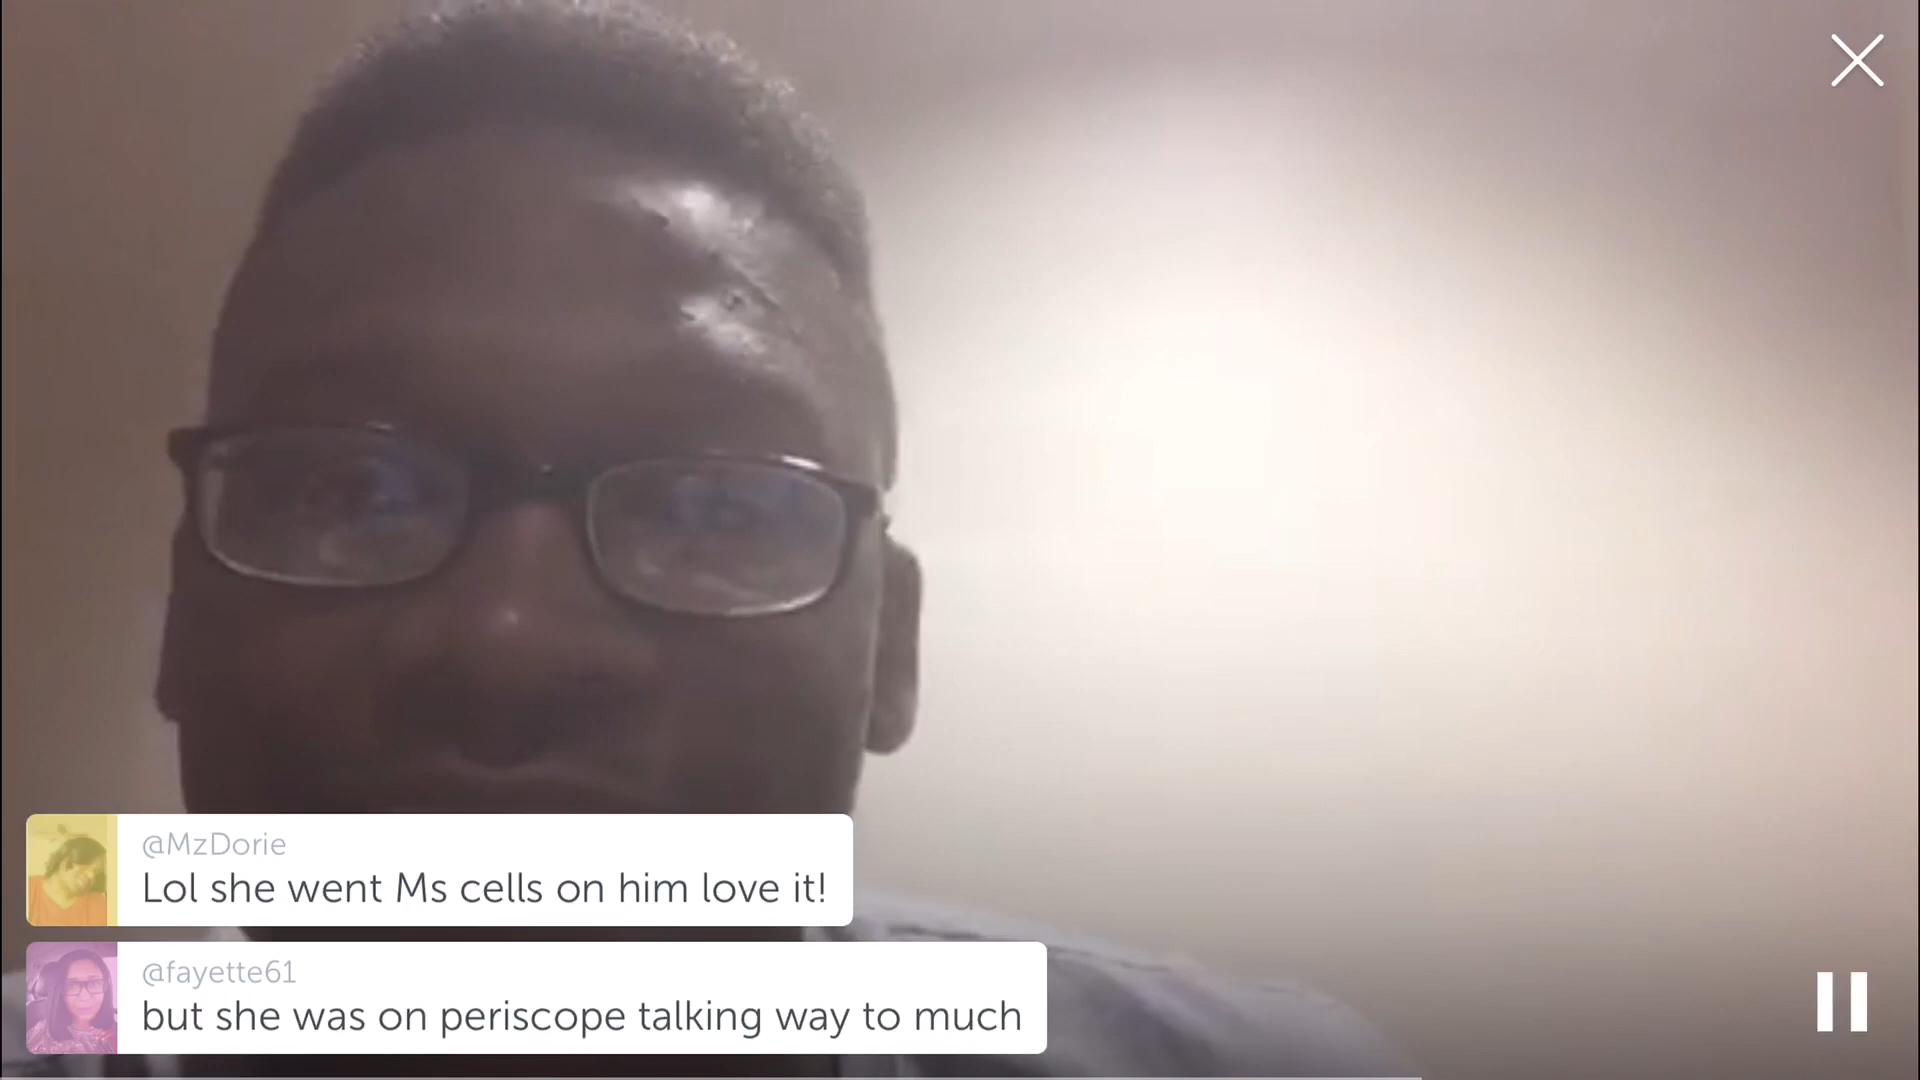 @MzDorie
Lol she went Ms cells on him love it!
@fayette61
but she was on periscope talking way to much